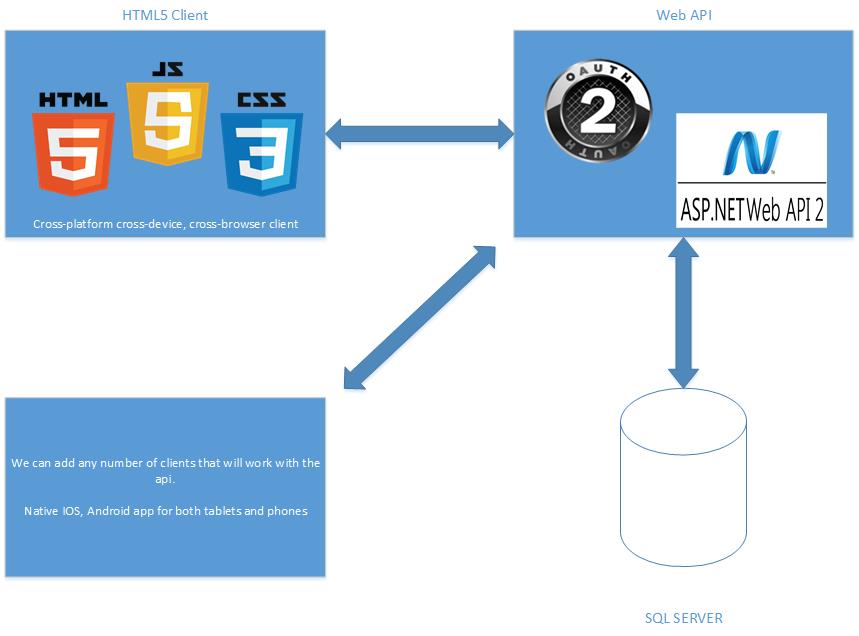 HTML5 Client
Web API
JS
HTML
CSS
5
5
3
Cross-platform cross-device, cross-browser client
OAUTH
2
OAUTH
N
™
ASP.NETWeb API 2
We can add any number of clients that will work with the
api.
Native IOS, Android app for both tablets and phones
SQL SERVER